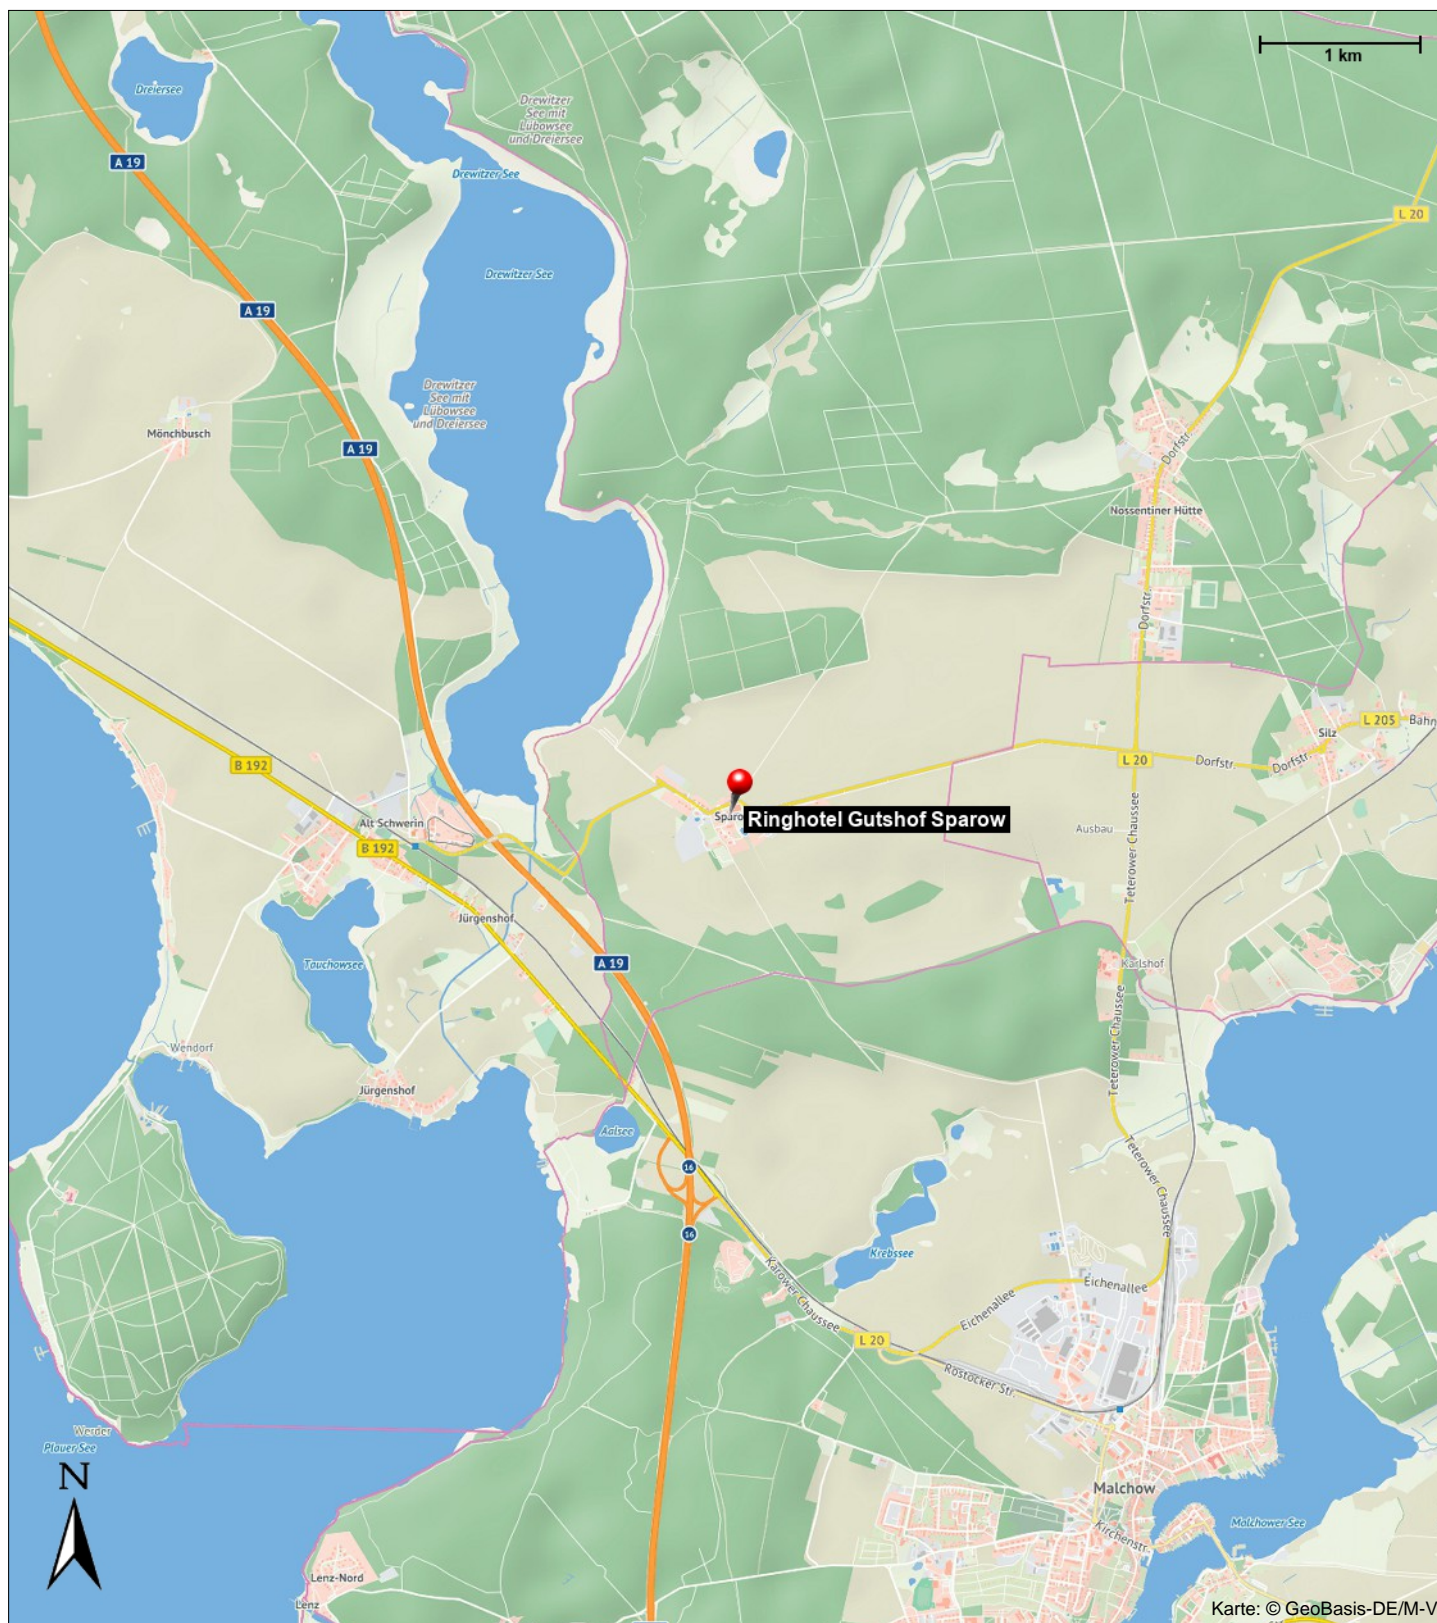 1 km
Dreiersee
Drewitzer
See mit
Lübowsee
und Dreiersee
A 19
Drewitzer See
L 20
Drewitzer See
A 19
Drewitzer
See mit
Lübowsee
und Dreiersee
Mönchbusch
A 19
Dorfstr.
Nossentiner Hütte
Dorfstr.
L 205
Bahn
Silz
B 192
L 20
Dorfstr.
Dorfstr.
Ringhotel Gutshof Sparow
Alt Schwerin
Ausbau
B 192
Teterower Chaussee
Jürgenshof
Tauchowsee
A 19
Karlshof
Teterower Chaussee
Wendorf
Jürgenshof
Aalsee
16
Teterower Chaussee
16
Krebssee
Karower Chaussee
Eichenallee
Eichenallee
L 20
Rostocker Str.
Werder
Plauer See
N
Malchow
Kirchenstr.
Malchower See
Lenz-Nord
Lenz
Karte: © GeoBasis-DE/M-V